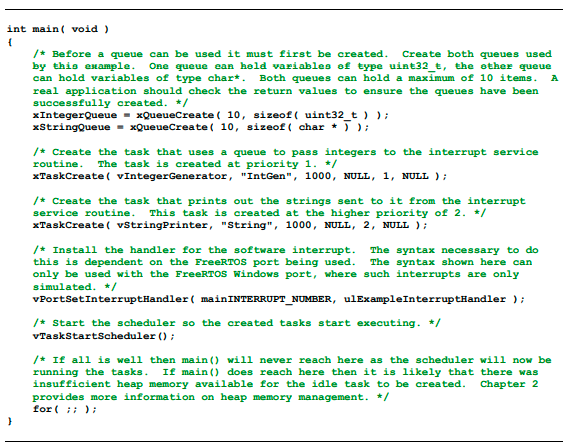 int main( void )
{
/* Before a queue can be used it must first be created. Create both queues used
by this example. One queue can hold variables of type uint32_t, the other queue
can hold variables of type char*. Both queues can hold a maximum of 10 items. A
real application should check the return values to ensure the queues have been
successfully created. */
xIntegerQueue = xQueueCreate( 10, sizeof( uint32_t ) );
xStringQueue = xQueueCreate( 10, sizeof( char * ) );
/* Create the task that uses a queue to pass integers to the interrupt service
routine. The task is created at priority 1. */
xTaskCreate( vIntegerGenerator, "IntGen", 1000, NULL, 1, NULL );
/* Create the task that prints out the strings sent to it from the interrupt
service routine. This task is created at the higher priority of 2. */
xTaskCreate( vStringPrinter, "String", 1000, NULL, 2, NULL );
/* Install the handler for the software interrupt. The syntax necessary to do
this is dependent on the FreeRTOS port being used. The syntax shown here can
only be used with the FreeRTOS Windows port, where such interrupts are only
simulated. */
vPortSetInterruptHandler( mainINTERRUPT_NUMBER, ulExampleInterruptHandler );
/* Start the scheduler so the created tasks start executing. */
vTaskStartScheduler();
/* If all is well then main() will never reach here as the scheduler will now be
running the tasks. If main() does reach here then it is likely that there was
insufficient heap memory available for the idle task to be created. Chapter 2
provides more information on heap memory management. */
for( ;; );
}